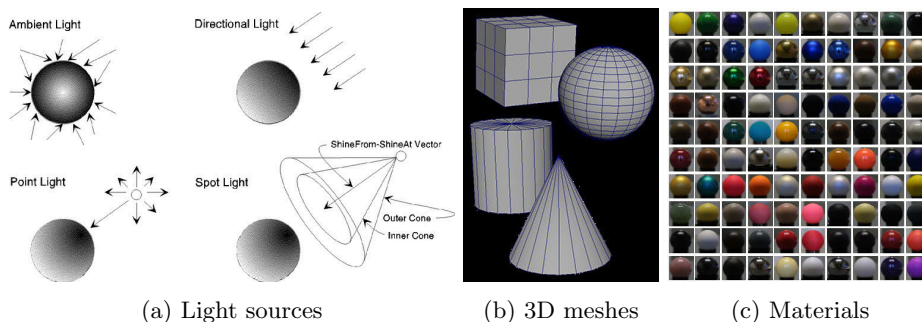 Ambient Light
Directional Light
ShineFrom-ShineAt Vector
Point Light
Spot Light
Outer Cone
Inner Cone
(a) Light sources
(b) 3D meshes
(c) Materials